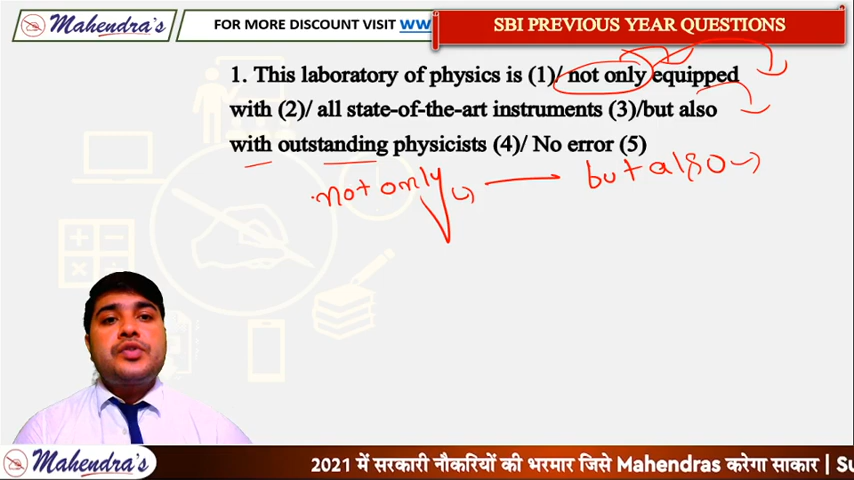 Mahendra's
FOR MORE DISCOUNT VISIT WW
SBI PREVIOUS YEAR QUESTIONS
1. This laboratory of physics is (1)/ not only equipped
with (2)/ all state-of-the-art instruments (3)/but also
with outstanding physicists (4)/ No error (5)
not only
but also
Mahendra's
2021 में सरकारी नौकरियों की भरमार जिसे Mahendras करेगा साकार | Su